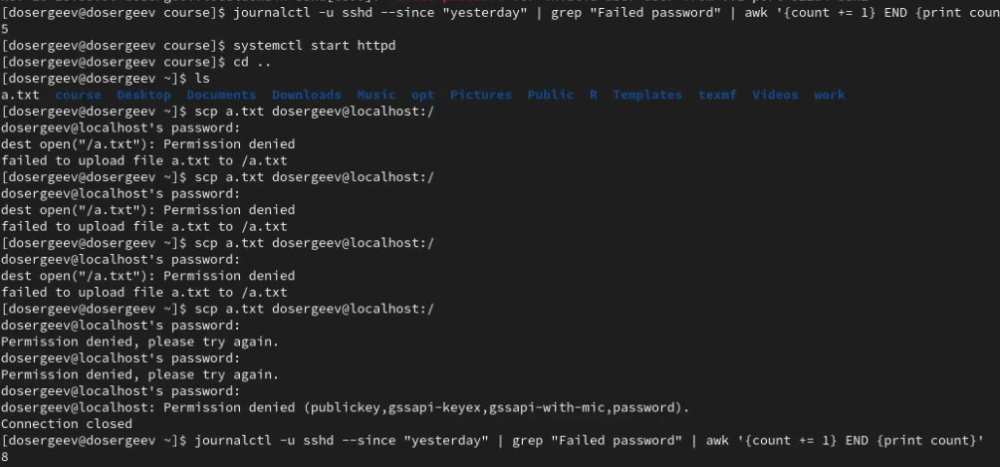 [dosergeev@dosergeev course]$ journalctl -u sshd --since "yesterday" | grep "Failed password" | awk '{count += 1} END {print coun
5
[dosergeev@dosergeev course]$ systemctl start httpd
[dosergeev@dosergeev course]$ cd ..
[dosergeev@dosergeev ~]$ ls
a.txt course Desktop Documents Downloads Music opt Pictures Public R Templates texmf Videos work
[dosergeev@dosergeev ~]$ scp a.txt dosergeev@localhost:/
dosergeev@localhost's password:
dest open("/a.txt"): Permission denied
failed to upload file a.txt to /a.txt
[dosergeev@dosergeev ~]$ scp a.txt dosergeev@localhost:/
dosergeev@localhost's password:
dest open("/a.txt"): Permission denied
failed to upload file a.txt to /a.txt
[dosergeev@dosergeev ~]$ scp a.txt dosergeev@localhost:/
dosergeev@localhost's password:
dest open("/a.txt"): Permission denied
failed to upload file a.txt to /a.txt
[dosergeev@dosergeev ~]$ scp a.txt dosergeev@localhost:/
dosergeev@localhost's password:
Permission denied, please try again.
dosergeev@localhost's password:
Permission denied, please try again.
dosergeev@localhost's password:
dosergeev@localhost: Permission denied (publickey,gssapi-keyex,gssapi-with-mic,password).
Connection closed
[dosergeev@dosergeev ~]$ journalctl -u sshd --since "yesterday" | grep "Failed password" | awk '{count += 1} END {print count}'
8